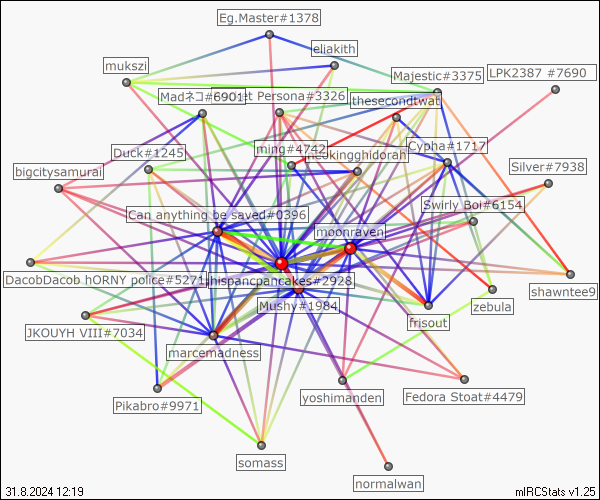 Eg.Master#1378
eliakith
mukszi
Majestic#3375
LPK2387 #7690
Madネコ#6901
et Persona#3326
thesecondtwat
ming#4742
neokingghidorah
Cypha#1717
Duck#1245
bigcitysamurai
Silver#7938
Swirly Boi#6154
Can anything be saved#0396
moonraven
DacobDacob hORNY police#5271
hispancpancakes#2928
shawntee9
Mushy#1984
zebula
frisout
JKOUYH VIII#7034
marcemadness
Pikabro#9971
yoshimanden
Fedora Stoat#4479
somass
normalwan
31.8.2024 12:19
mIRCStats v1.25